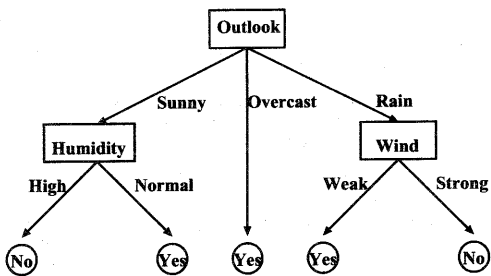 Outlook
Sunny Overcast Rain
Humidity Wind
High Normal Weak Strong
No Yes Yes Yes No